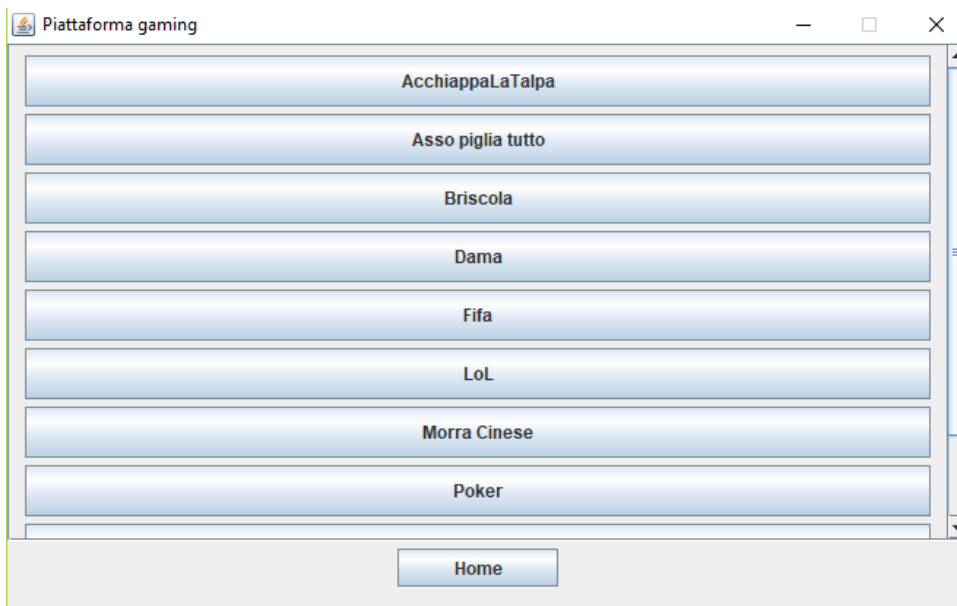 Piattaforma gaming
AcchiappaLaTalpa
Asso piglia tutto
Briscola
Dama
Fifa
LoL
Morra Cinese
Poker
Home